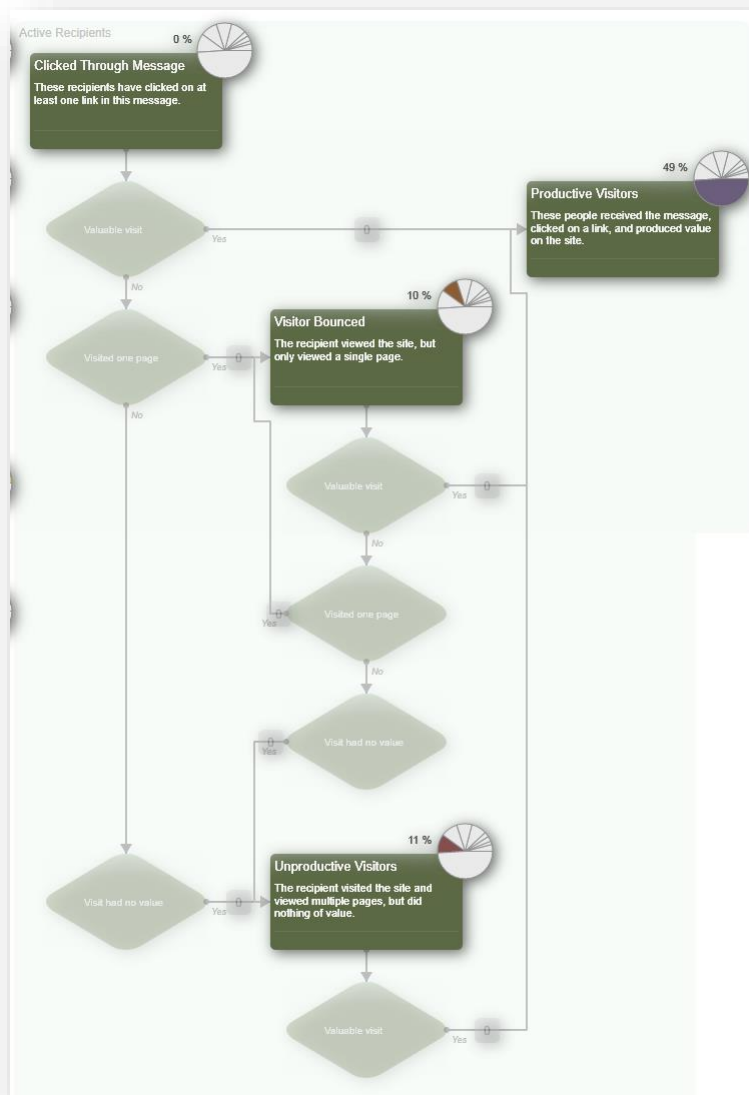 Active Recipients
0 %
Clicked Through Message
These recipients have clicked on at
least one link in this message.
49 %
Productive Visitors
These people received the message,
clicked on a link, and produced value
on the site.
Valuable visit
Yes
0
No
10 %
Visitor Bounced
The recipient viewed the site, but
only viewed a single page.
Visited one page
Yes
0
No
Valuable visit
Yes
0
No
Visited one page
0
Yes
No
Visit had no value
0
Yes
11 %
Unproductive Visitors
The recipient visited the site and
viewed multiple pages, but did
nothing of value.
Visit had no value
Yes
0
Valuable visit
Yes
0